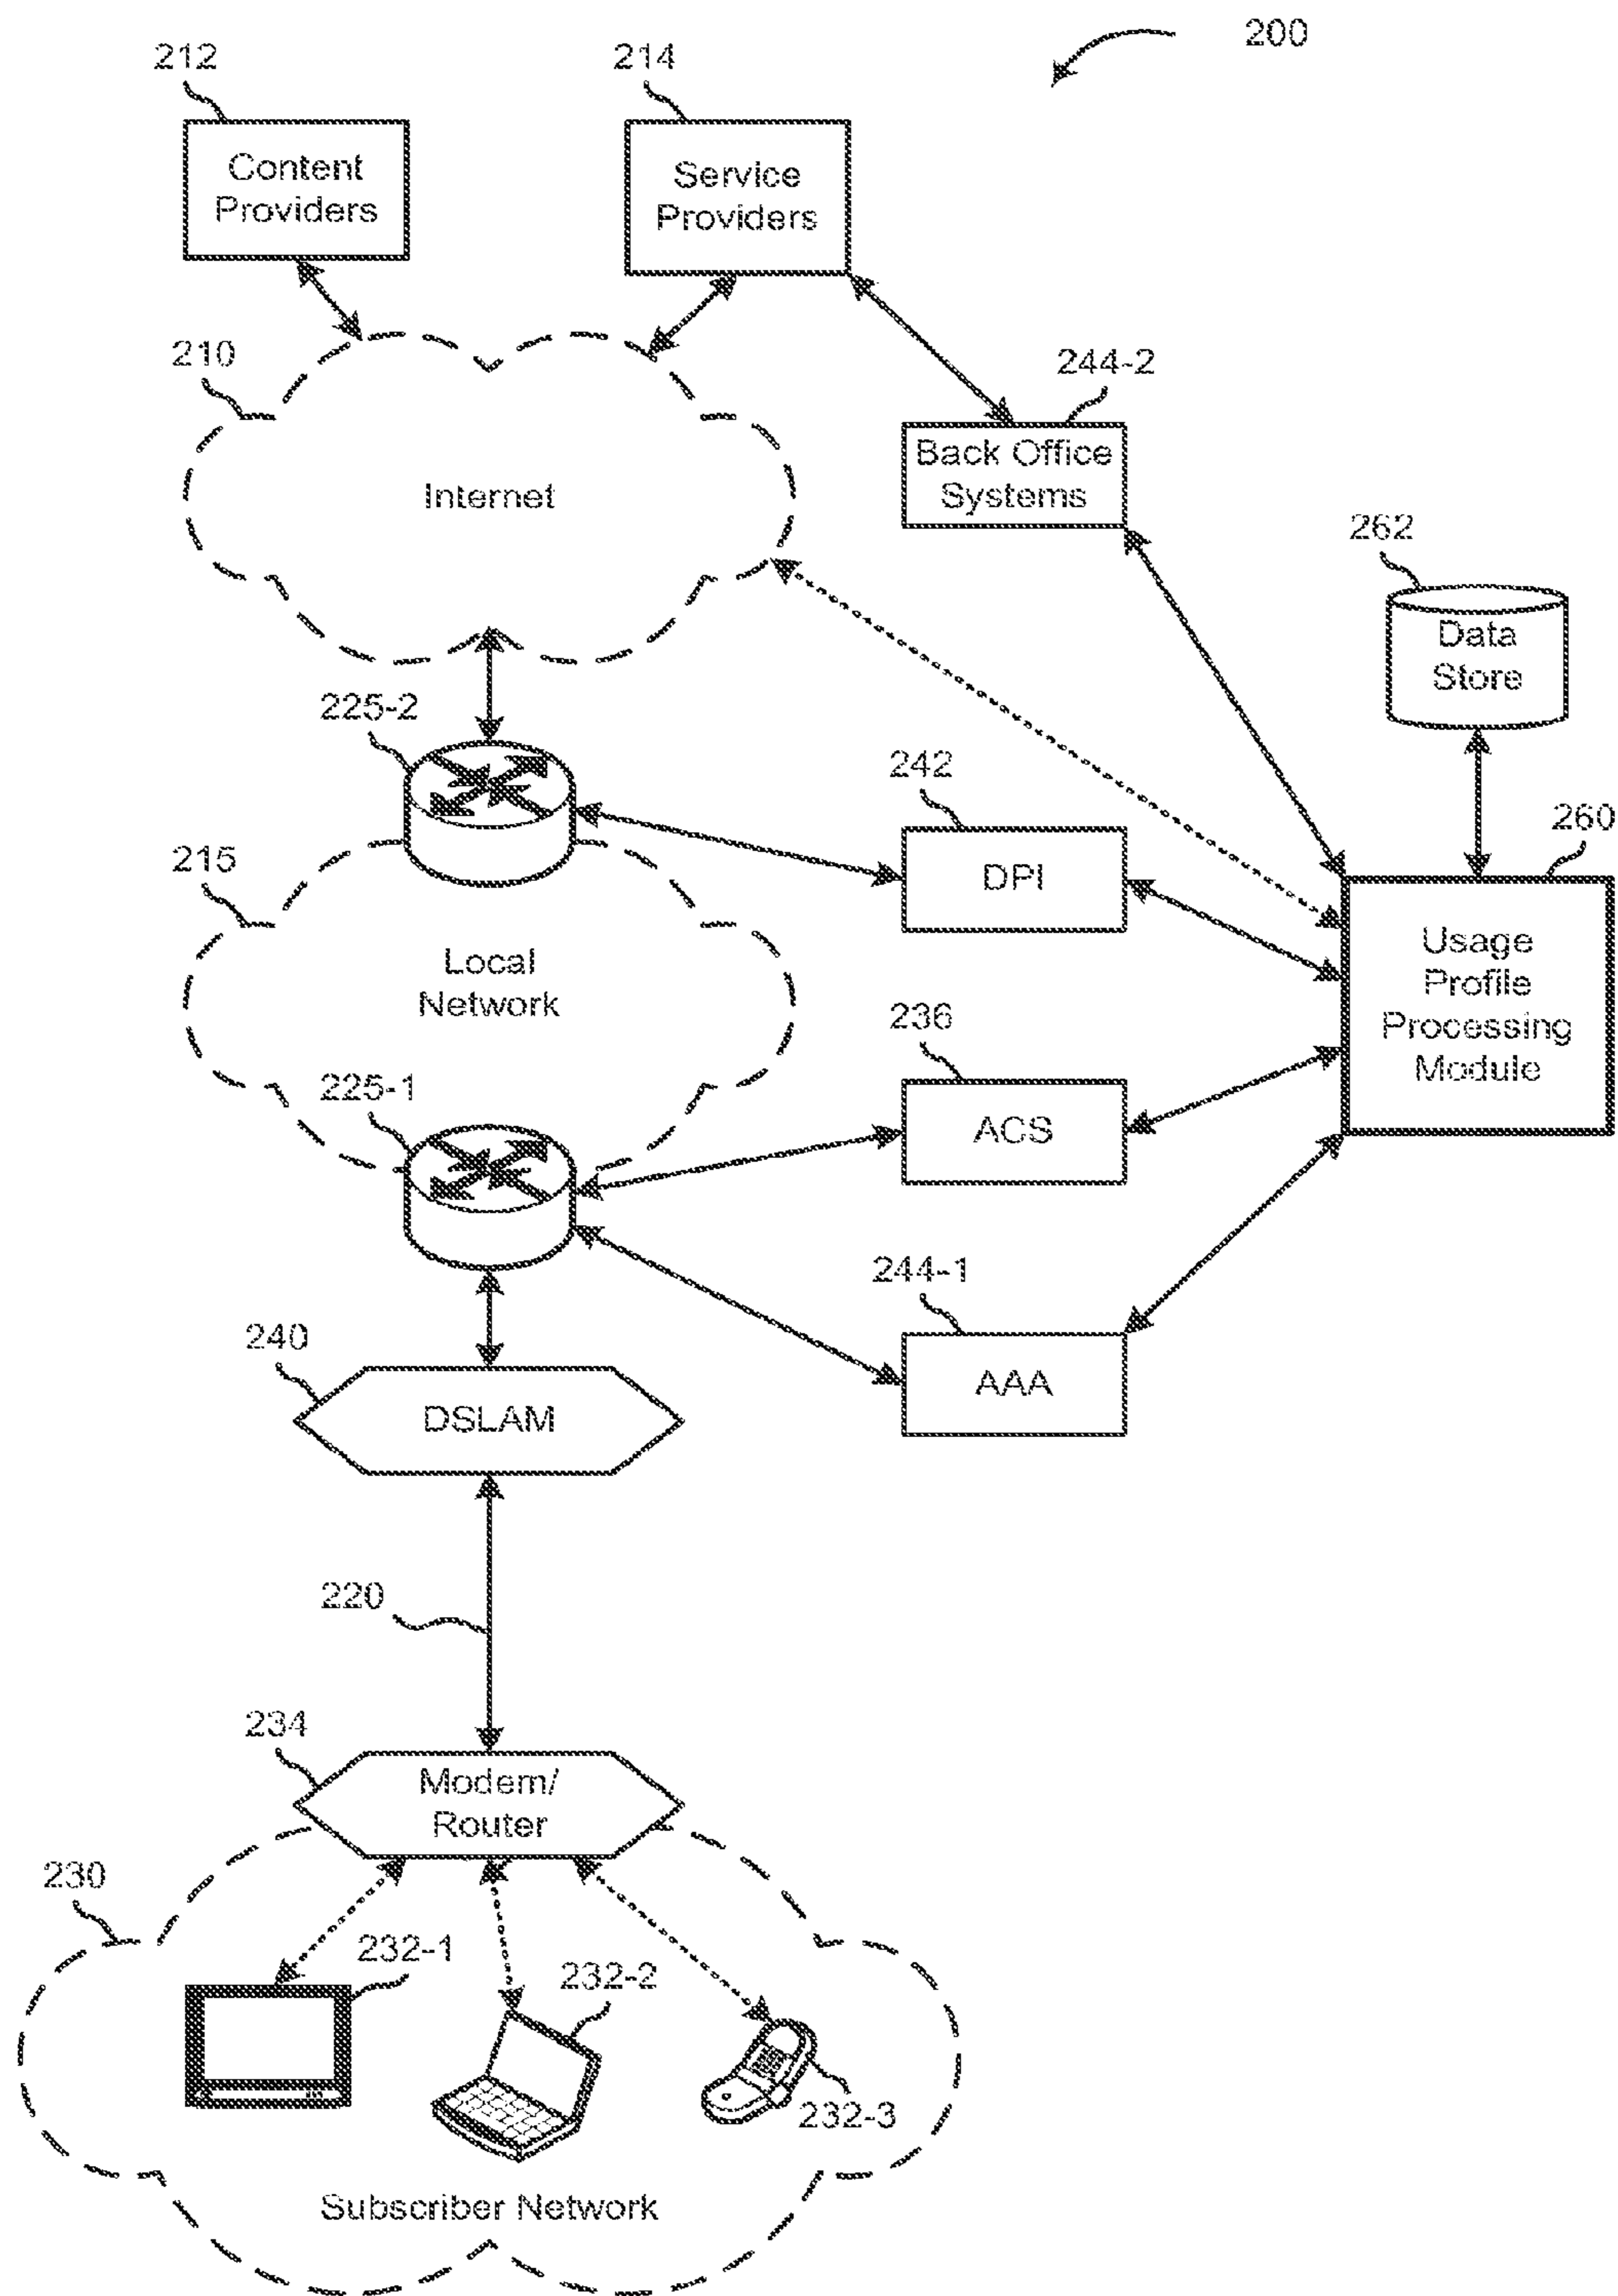 200
212
214
Content
Providers
Service
Providers
210
244-2
Back Office
Systems
Internet
262
Data
Store
225-2
242
260
DPI
215
Usage
Profile
Processing
Module
Local
Network
236
225-1
ACS
244-1
240
AAA
DSLAM
220
234
Modem/
Router
230
232-1
232-2
232-3
Subscriber Network